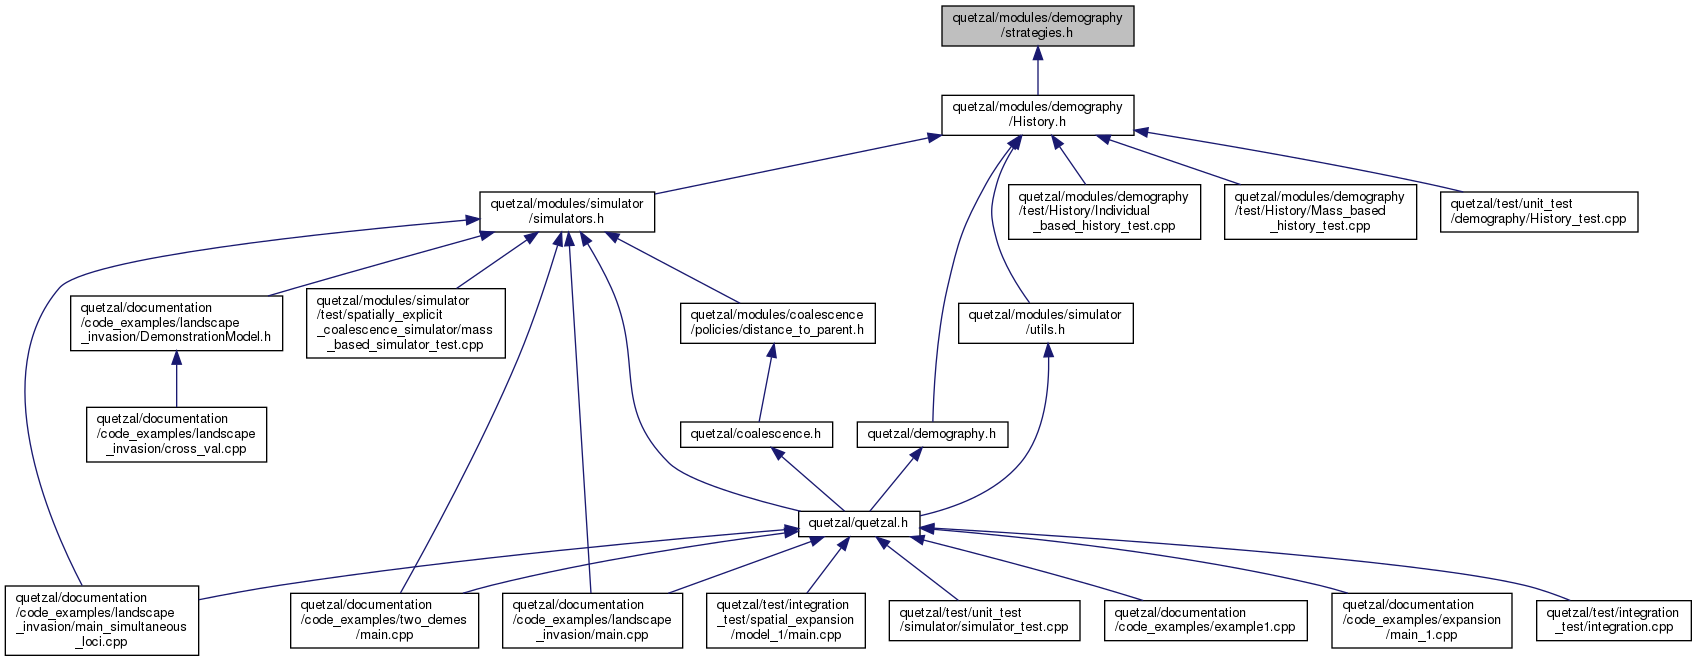 quetzal/modules/demography
/strategies.h
quetzal/modules/demography
/History.h
quetzal/modules/simulator
/simulators.h
quetzal/modules/demography
/test/History/Individual
_based_history_test.cpp
quetzal/modules/demography
/test/History/Mass_based
_history_test.cpp
quetzal/test/unit_test
/demography/History_test.cpp
quetzal/documentation
/code_examples/landscape
_invasion/DemonstrationModel.h
quetzal/modules/simulator
/test/spatially_explicit
_coalescence_simulator/mass
_based_simulator_test.cpp
quetzal/modules/coalescence
/policies/distance_to_parent.h
quetzal/modules/simulator
/utils.h
quetzal/documentation
/code_examples/landscape
_invasion/cross_val.cpp
quetzal/coalescence.h
quetzal/demography.h
quetzal/quetzal.h
quetzal/documentation
/code_examples/landscape
_invasion/main_simultaneous
_loci.cpp
quetzal/documentation
/code_examples/two_demes
/main.cpp
quetzal/documentation
/code_examples/landscape
_invasion/main.cpp
quetzal/test/integration
_test/spatial_expansion
/model_1/main.cpp
quetzal/test/unit_test
/simulator/simulator_test.cpp
quetzal/documentation
/code_examples/example1.cpp
quetzal/documentation
/code_examples/expansion
/main_1.cpp
quetzal/test/integration
_test/integration.cpp